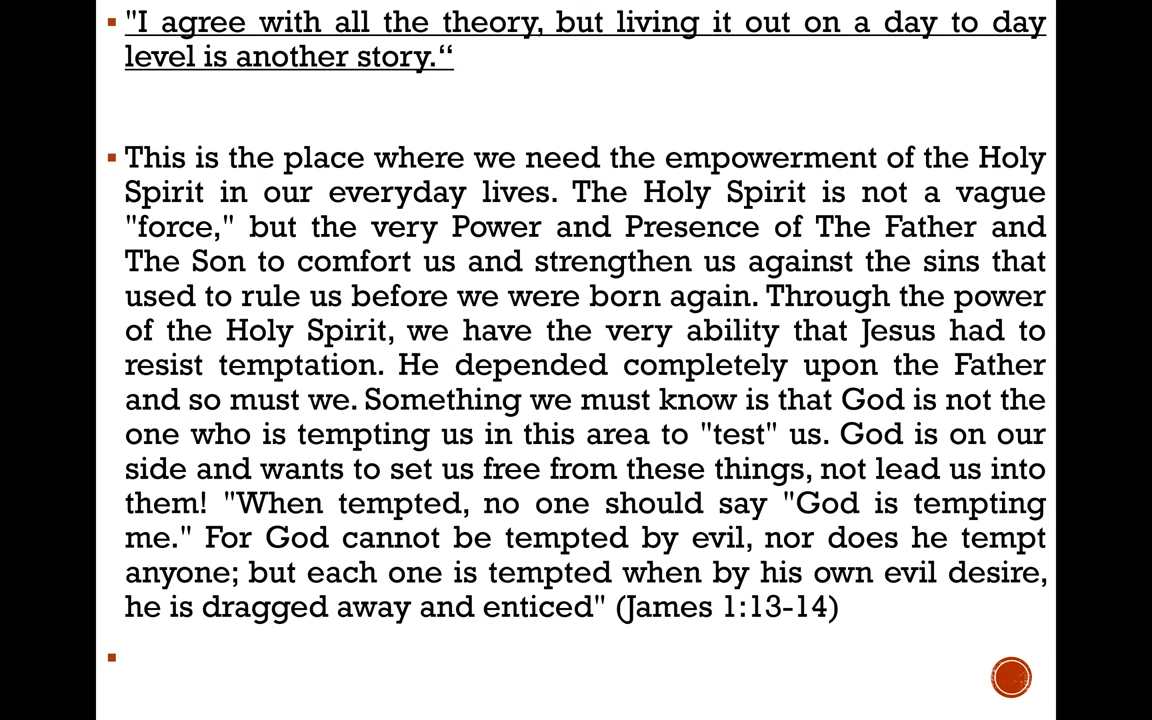 "I agree with all the theory, but living it out on a day to day
level is another story.“
This is the place where we need the empowerment of the Holy
Spirit in our everyday lives. The Holy Spirit is not a vague
"force," but the very Power and Presence of The Father and
The Son to comfort us and strengthen us against the sins that
used to rule us before we were born again. Through the power
of the Holy Spirit, we have the very ability that Jesus had to
resist temptation. He depended completely upon the Father
and so must we. Something we must know is that God is not the
one who is tempting us in this area to "test" us. God is on our
side and wants to set us free from these things, not lead us into
them! "When tempted, no one should say "God is tempting
me." For God cannot be tempted by evil, nor does he tempt
anyone; but each one is tempted when by his own evil desire,
he is dragged away and enticed" (James 1:13-14)